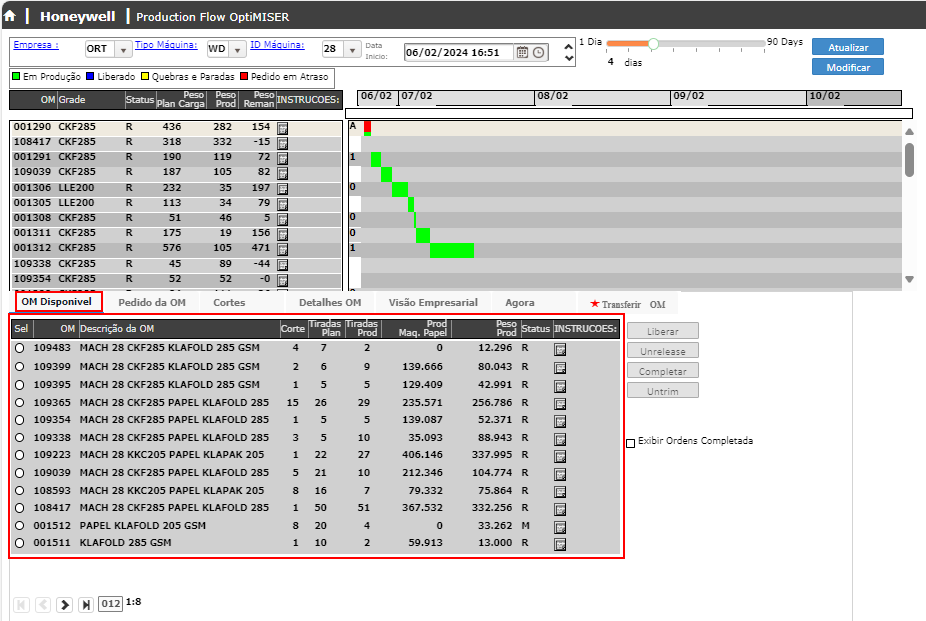 Honeywell | Production Flow OptiMISER
Empresa : ORT Tipo Máquina: WD ID Máquina: 28 Data Inicio: 06/02/2024 16:51 1 Dia 90 Days Atualizar
4 dias Modificar
Em Produção Liberado Quebras e Paradas Pedido em Atraso
OM Grade Status Peso Plan Carga Peso Prod Peso Reman INSTRUCOES: 06/02 07/02 08/02 09/02 10/02
001290 CKF285 R 436 282 154 A
108417 CKF285 R 318 332 -15
001291 CKF285 R 190 119 72 1
109039 CKF285 R 187 105 82
001306 LLE200 R 232 35 197 0
001305 LLE200 R 113 34 79
001308 CKF285 R 51 46 5 0
001311 CKF285 R 175 19 156 0
001312 CKF285 R 576 105 471 1
109338 CKF285 R 45 89 -44
109354 CKF285 R 52 52 -0
OM Disponivel Pedido da OM Cortes Detalhes OM Visão Empresarial Agora Transferir OM
Sel OM Descrição da OM Corte Tiradas Plan Tiradas Prod Prod Maq. Papel Peso Prod Status INSTRUCOES: Liberar
109483 MACH 28 CKF285 KLAFOLD 285 GSM 4 7 2 0 12.296 R Unrelease
109399 MACH 28 CKF285 KLAFOLD 285 GSM 2 6 9 139.666 80.043 R Completar
109395 MACH 28 CKF285 KLAFOLD 285 GSM 1 5 5 129.409 42.991 R Untrim
109365 MACH 28 CKF285 PAPEL KLAFOLD 285 15 26 29 235.571 256.786 R
109354 MACH 28 CKF285 PAPEL KLAFOLD 285 1 5 5 139.087 52.371 R
109338 MACH 28 CKF285 PAPEL KLAFOLD 285 3 5 10 35.093 88.943 R Exibir Ordens Completada
109223 MACH 28 KKC205 PAPEL KLAPAK 205 1 22 27 406.146 337.995 R
109039 MACH 28 CKF285 PAPEL KLAFOLD 285 5 21 10 212.346 104.774 R
108593 MACH 28 KKC205 PAPEL KLAPAK 205 8 16 7 79.332 75.864 R
108417 MACH 28 CKF285 PAPEL KLAFOLD 285 1 50 51 367.532 332.256 R
001512 PAPEL KLAFOLD 205 GSM 8 20 4 0 33.262 M
001511 KLAFOLD 285 GSM 1 10 2 59.913 13.000 R
012 1:8